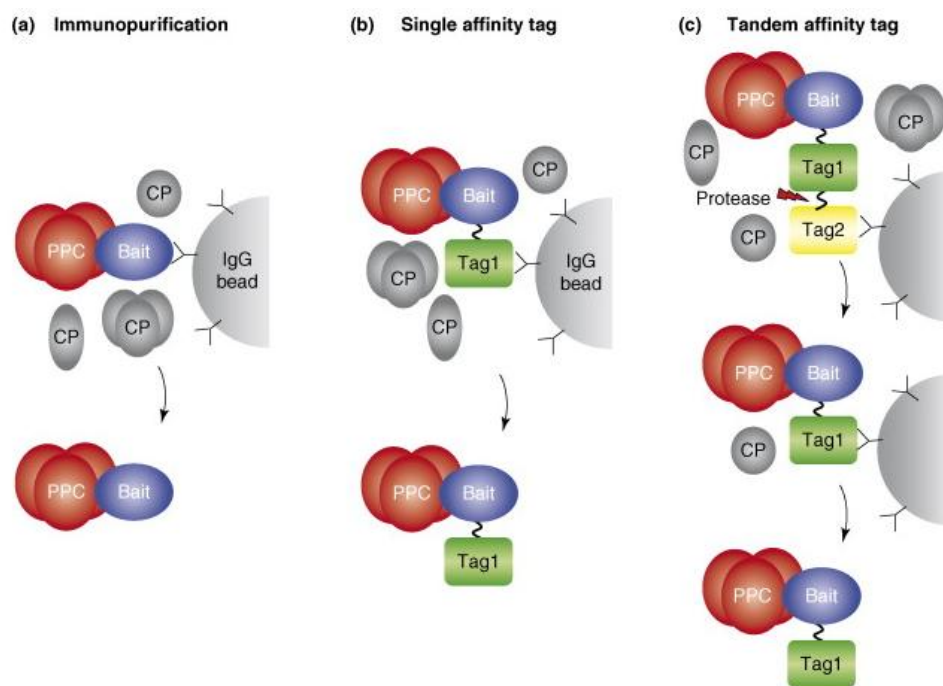 (a) Immunopurification
CP
PPC
Bait
IgG
bead
CP
CP
PPC
Bait
(b) Single affinity tag
CP
PPC
Bait
CP
Tag1
IgG
bead
CP
PPC
Bait
Tag1
(c) Tandem affinity tag
PPC
Bait
CP
CP
Tag1
Protease
CP
Tag2
PPC
Bait
CP
Tag1
PPC
Bait
Tag1